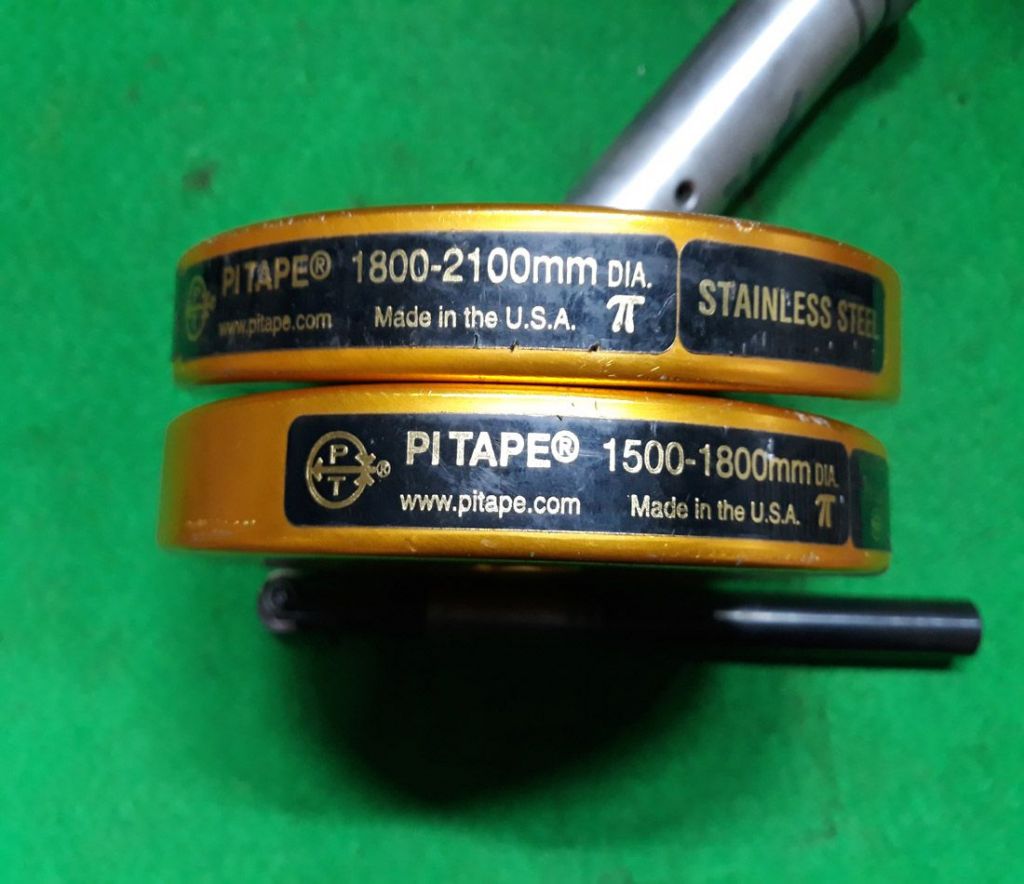 PI TAPE® 1800-2100mm DIA.
www.pitape.com Made in the U.S.A. π
STAINLESS STEEL
P
T
®
PI TAPE® 1500-1800mm DIA.
www.pitape.com Made in the U.S.A. π